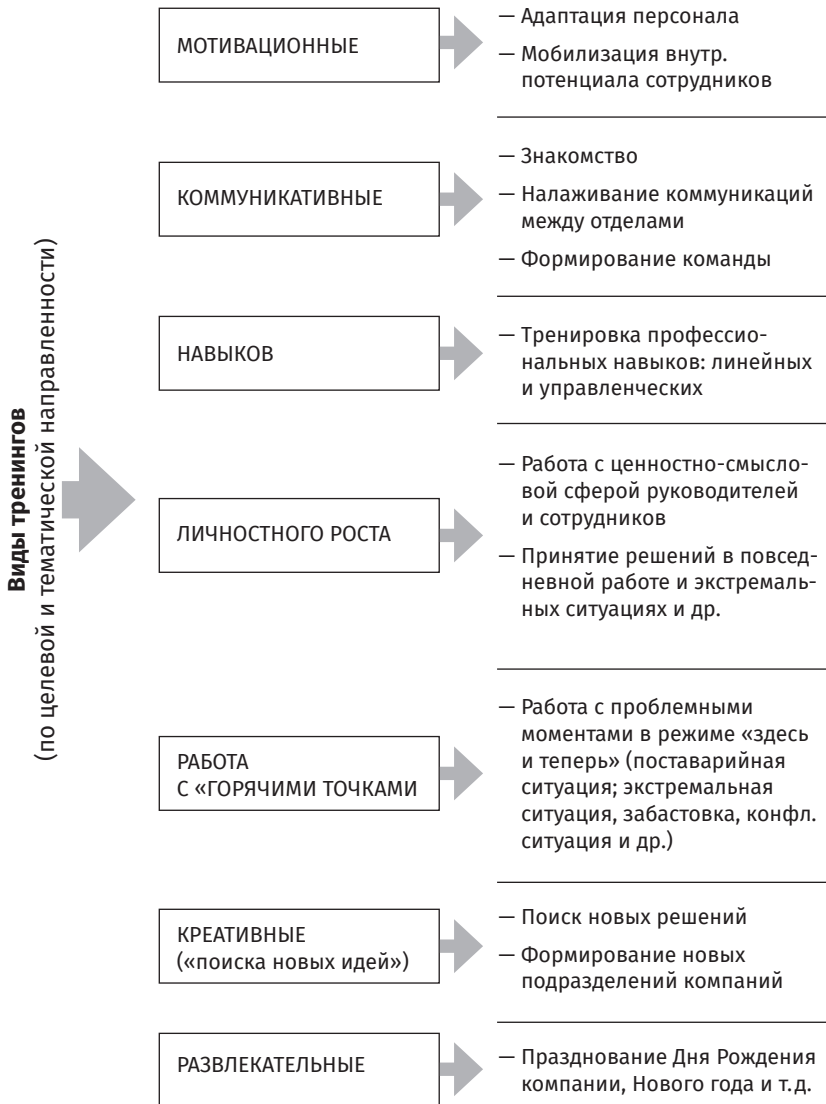 Виды тренингов
(по целевой и тематической направленности)
МОТИВАЦИОННЫЕ
— Адаптация персонала
— Мобилизация внутр.
потенциала сотрудников
КОММУНИКАТИВНЫЕ
— Знакомство
— Налаживание коммуникаций
между отделами
— Формирование команды
НАВЫКОВ
— Тренировка профессио-
нальных навыков: линейных
и управленческих
ЛИЧНОСТНОГО РОСТА
— Работа с ценностно-смысло-
вой сферой руководителей
и сотрудников
— Принятие решений в повсед-
невной работе и экстремаль-
ных ситуациях и др.
РАБОТА
С «ГОРЯЧИМИ ТОЧКАМИ
— Работа с проблемными
моментами в режиме «здесь
и теперь» (поставарийная
ситуация; экстремальная
ситуация, забастовка, конфл.
ситуация и др.)
КРЕАТИВНЫЕ
(«поиска новых идей»)
— Поиск новых решений
— Формирование новых
подразделений компаний
РАЗВЛЕКАТЕЛЬНЫЕ
— Празднование Дня Рождения
компании, Нового года и т. д.